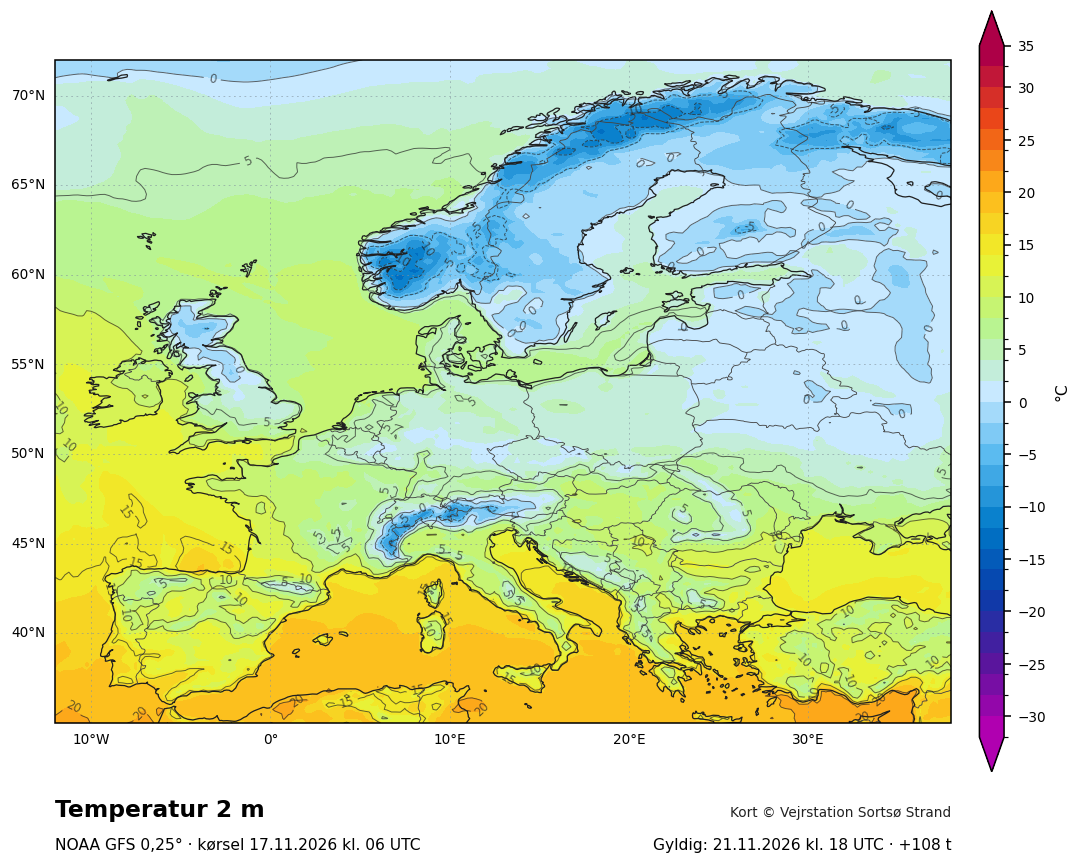 35
30
25
20
15
10
5
0
−5
−10
−15
−20
−25
−30
°C
70°N
65°N
60°N
55°N
50°N
45°N
40°N
10°W
0°
10°E
20°E
30°E
Temperatur 2 m
Kort © Vejrstation Sortsø Strand
NOAA GFS 0,25° · kørsel 17.11.2026 kl. 06 UTC
Gyldig: 21.11.2026 kl. 18 UTC · +108 t